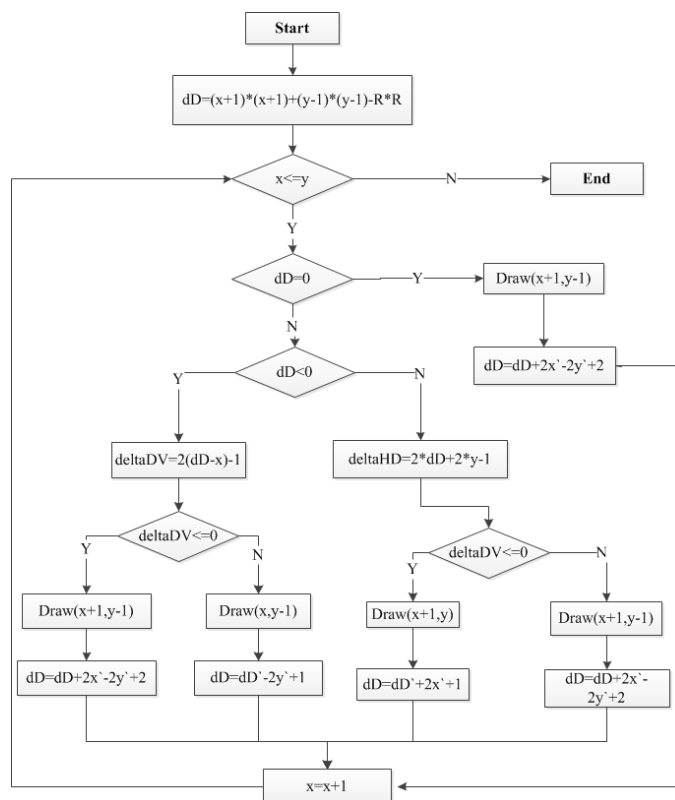 Start
dD=(x+1)*(x+1)+(y-1)*(y-1)-R*R
x<=y
N
End
Y
dD=0
Y
Draw(x+1,y-1)
N
dD<0
dD=dD+2x`-2y`+2
Y
N
deltaDV=2(dD-x)-1
deltaHD=2*dD+2*y-1
deltaDV<=0
deltaDV<=0
Y
N
Y
N
Draw(x+1,y-1)
Draw(x,y-1)
Draw(x+1,y)
Draw(x+1,y-1)
dD=dD+2x`-2y`+2
dD=dD`-2y`+1
dD=dD`+2x`+1
dD=dD+2x`-
2y`+2
x=x+1